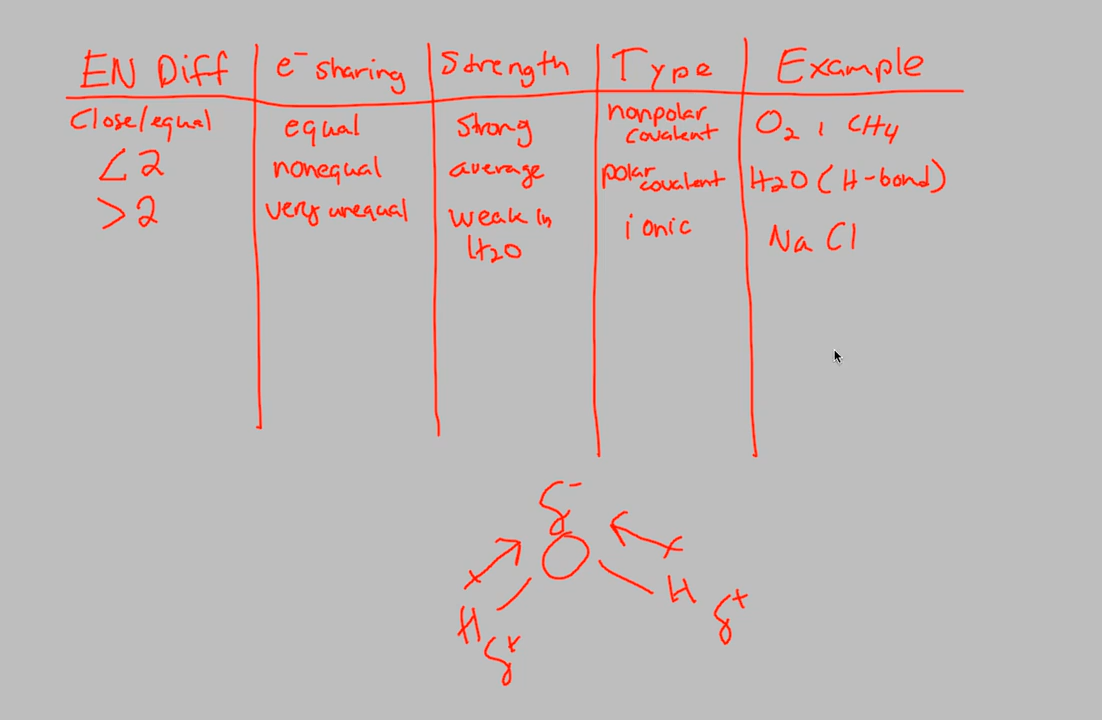 EN Diff e⁻ sharing Strength Type Example
Close/equal equal Strong nonpolar covalent O2, CH4
<2 nonequal average polar covalent H2O (H-bond)
>2 very unequal weak in H2O ionic NaCl
δ⁻
O
H H
δ⁺ δ⁺